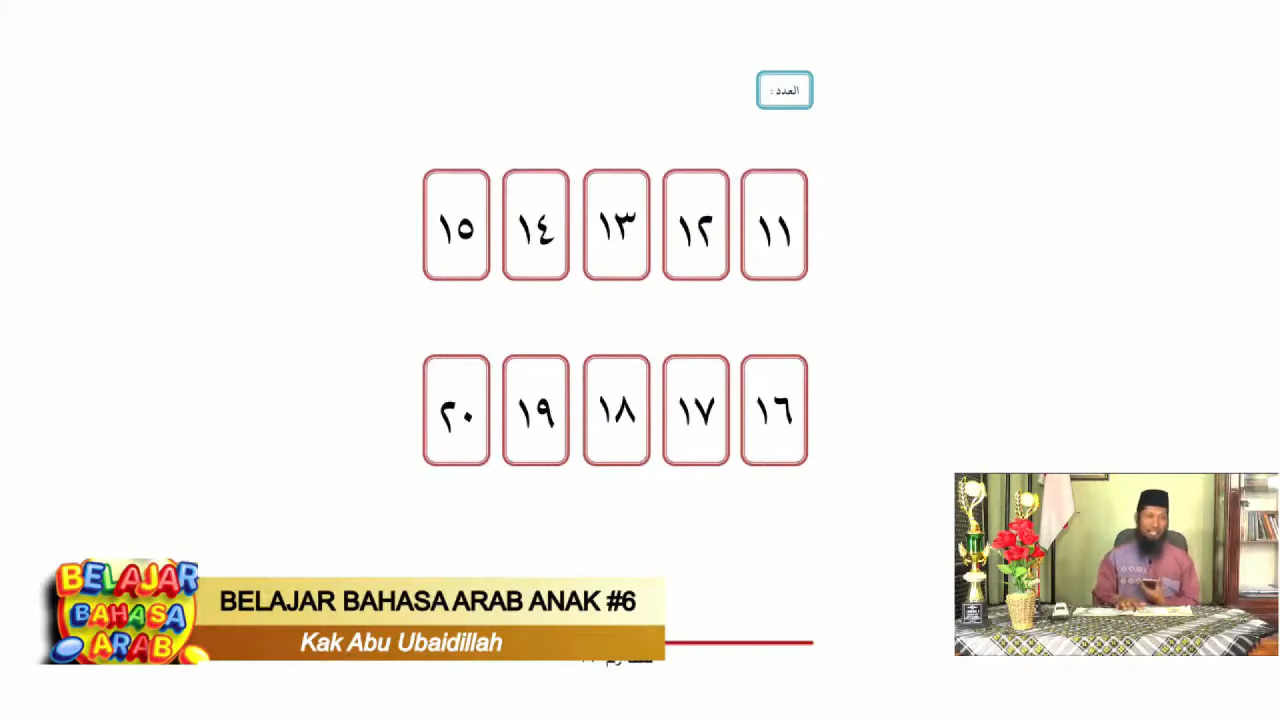 العدد :
١١ ١٢ ١٣ ١٤ ١٥
١٦ ١٧ ١٨ ١٩ ٢٠
BELAJAR
BAHASA
ARAB
BELAJAR BAHASA ARAB ANAK #6
Kak Abu Ubaidillah